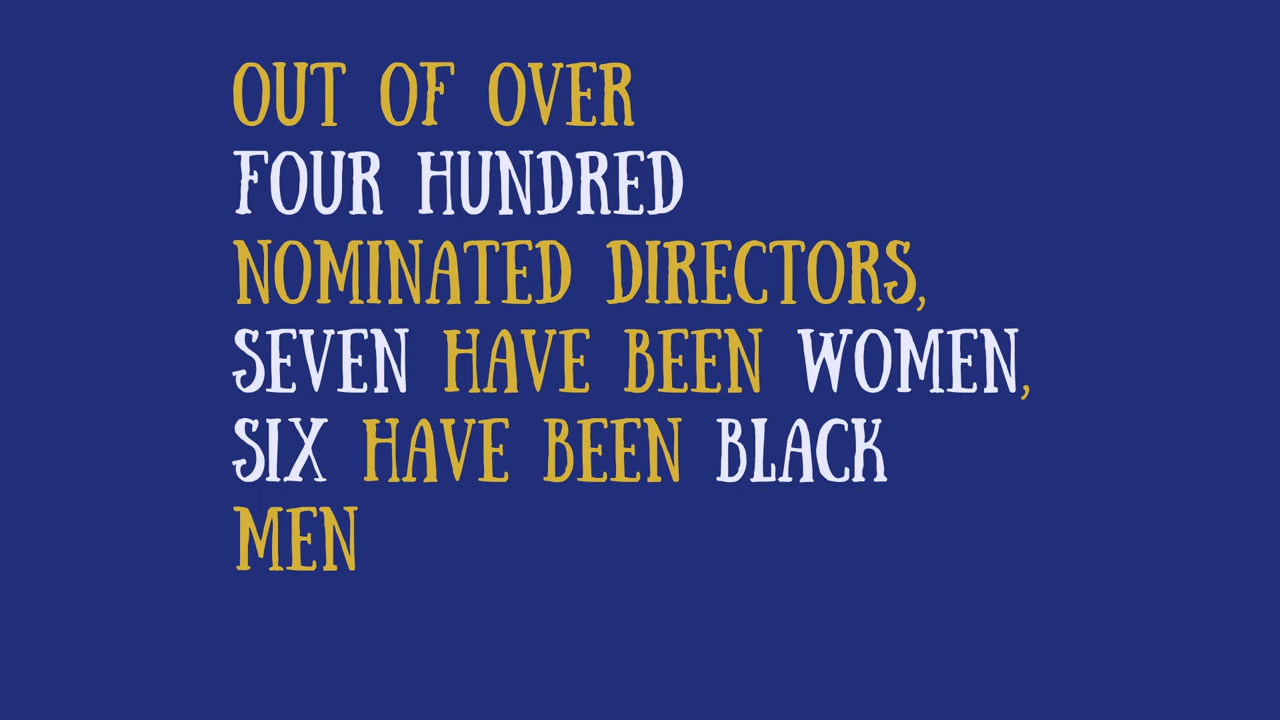 OUT OF OVER
FOUR HUNDRED
NOMINATED DIRECTORS,
SEVEN HAVE BEEN WOMEN,
SIX HAVE BEEN BLACK
MEN